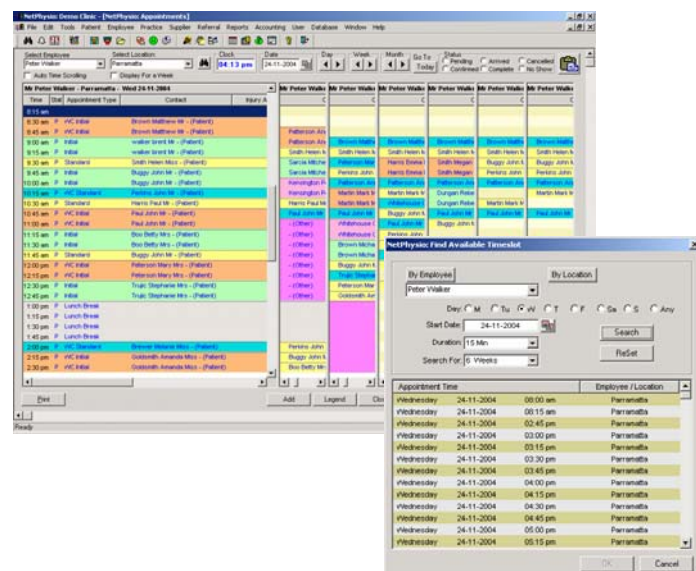 NetPhysio: Demo Clinic - [NetPhysio: Appointments]
File Edit Tools Patient Employee Practice Supplier Referral Reports Accounting User Database Window Help
Select Employee Select Location: Clock Date Day Week Month Go To Status
Peter Walker Parramatta 04:13 pm 24-11-2004 Today Pending Arrived Cancelled
Confirmed Complete No Show
Auto Time Scrolling Display For a Week
Mr Peter Walker - Parramatta - Wed 24-11-2004 Mr Peter Walke Mr Peter Walke Mr Peter Walke Mr Peter Walke Mr Peter Walke
Time Stat Appointment Type Contact Injury A
8:15 am
8:30 am P WC Initial Brown Matthew Mr - (Patient)
8:45 am P WC Initial Brown Matthew Mr - (Patient)
9:00 am P Initial walker brent Mr - (Patient)
9:15 am P Initial walker brent Mr - (Patient)
9:30 am P Standard Smith Helen Miss - (Patient)
9:45 am P Initial Buggy John Mr - (Patient)
10:00 am P Initial Buggy John Mr - (Patient)
10:15 am P WC Standard Perkins John Mr - (Patient)
10:30 am P Standard Harris Paul Mr - (Patient)
10:45 am P WC Initial Paul John Mr - (Patient)
11:00 am P WC Initial Paul John Mr - (Patient)
11:15 am P Initial Boo Betty Mrs - (Patient)
11:30 am P Initial Boo Betty Mrs - (Patient)
11:45 am P Standard Buggy John Mr - (Patient)
12:00 pm P WC Initial Peterson Mary Mrs - (Patient)
12:15 pm P WC Initial Peterson Mary Mrs - (Patient)
12:30 pm P Initial Trujic Stephanie Mrs - (Patient)
12:45 pm P Initial Trujic Stephanie Mrs - (Patient)
1:00 pm P Lunch Break
1:15 pm P Lunch Break
1:30 pm P Lunch Break
1:45 pm P Lunch Break
2:00 pm P WC Standard Brewer Melanie Miss - (Patient)
2:15 pm P WC Initial Goldsmith Amanda Miss - (Patient)
2:30 pm P WC Initial Goldsmith Amanda Miss - (Patient)
Print Add Legend
Ready
NetPhysio: Find Available Timeslot
By Employee By Location
Peter Walker
Day: M Tu W T F Sa S Any
Start Date: 24-11-2004 Search
Duration: 15 Min
ReSet
Search For: 6 Weeks
Appointment Time Employee / Location
Wednesday 24-11-2004 08:00 am Parramatta
Wednesday 24-11-2004 08:15 am Parramatta
Wednesday 24-11-2004 02:45 pm Parramatta
Wednesday 24-11-2004 03:00 pm Parramatta
Wednesday 24-11-2004 03:15 pm Parramatta
Wednesday 24-11-2004 03:30 pm Parramatta
Wednesday 24-11-2004 03:45 pm Parramatta
Wednesday 24-11-2004 04:00 pm Parramatta
Wednesday 24-11-2004 04:15 pm Parramatta
Wednesday 24-11-2004 04:30 pm Parramatta
Wednesday 24-11-2004 04:45 pm Parramatta
Wednesday 24-11-2004 05:00 pm Parramatta
Wednesday 24-11-2004 05:15 pm Parramatta
OK Cancel